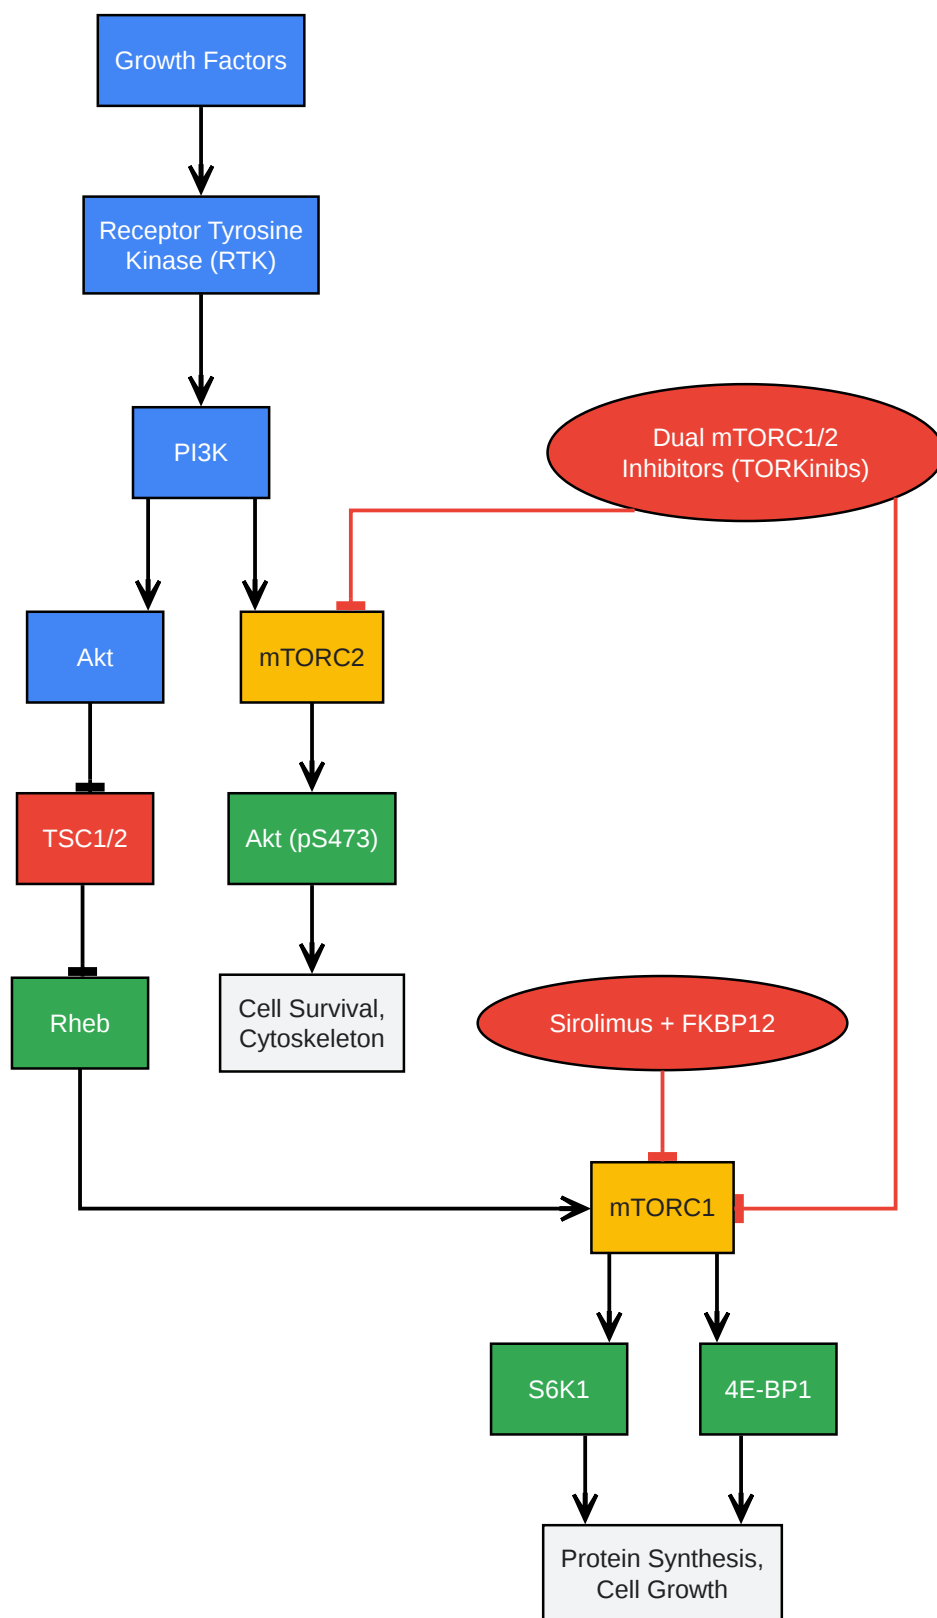 Growth Factors
Receptor Tyrosine
Kinase (RTK)
PI3K
Dual mTORC1/2
Inhibitors (TORKinibs)
Akt
mTORC2
TSC1/2
Akt (pS473)
Rheb
Cell Survival,
Cytoskeleton
Sirolimus + FKBP12
mTORC1
S6K1
4E-BP1
Protein Synthesis,
Cell Growth